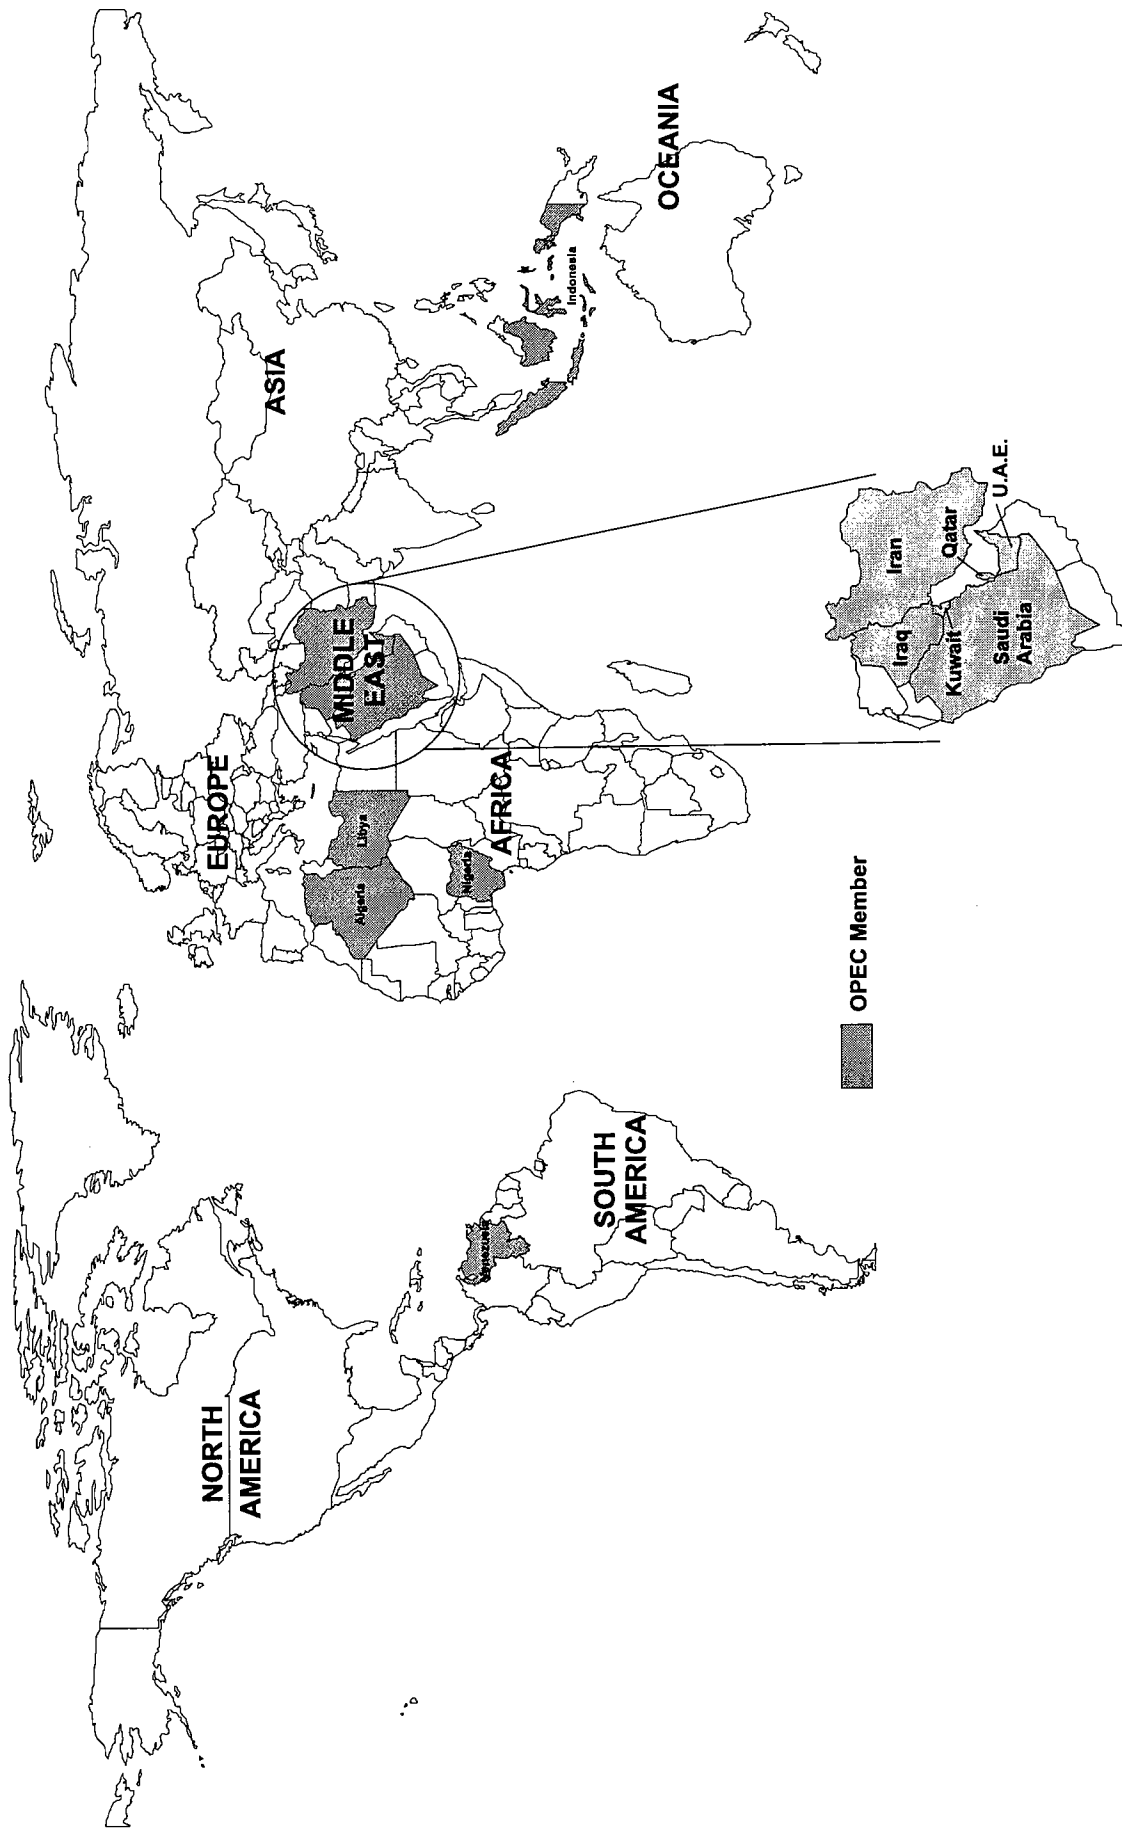 NORTH
AMERICA
SOUTH
AMERICA
Venezuela
EUROPE
AFRICA
Algeria
Libya
Nigeria
MIDDLE
EAST
ASIA
Indonesia
OCEANIA
OPEC Member
Iraq
Iran
Kuwait
Qatar
Saudi
Arabia
U.A.E.